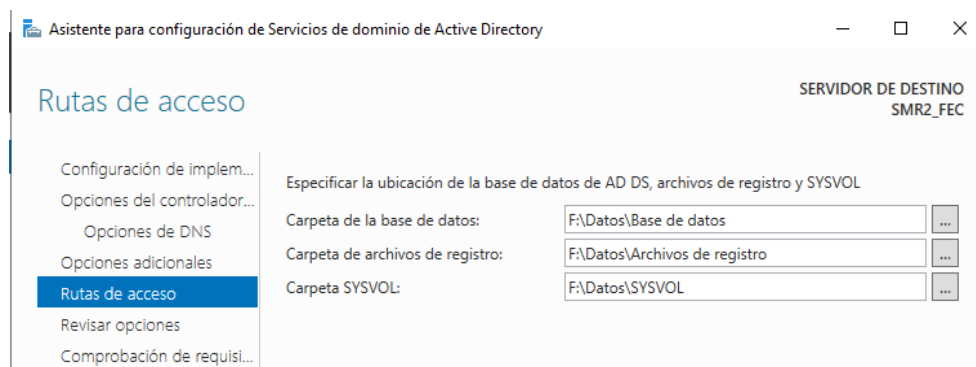 Asistente para configuración de Servicios de dominio de Active Directory
Rutas de acceso
SERVIDOR DE DESTINO
SMR2_FEC
Configuración de implem...
Opciones del controlador...
Opciones de DNS
Opciones adicionales
Rutas de acceso
Revisar opciones
Comprobación de requisi...
Especificar la ubicación de la base de datos de AD DS, archivos de registro y SYSVOL
Carpeta de la base de datos: F:\Datos\Base de datos ...
Carpeta de archivos de registro: F:\Datos\Archivos de registro ...
Carpeta SYSVOL: F:\Datos\SYSVOL ...